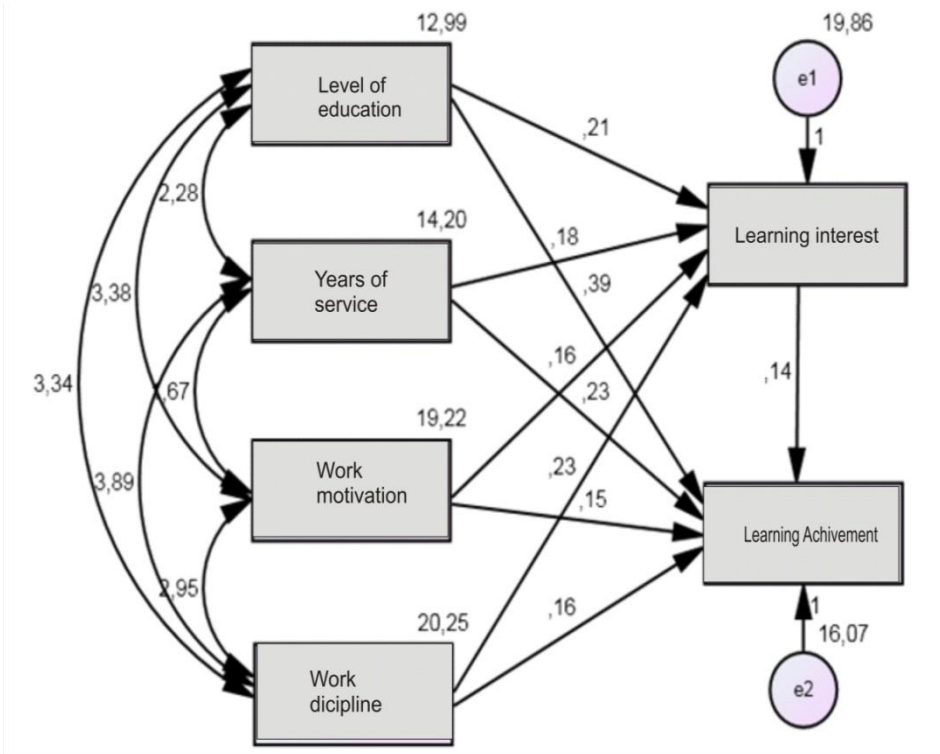 12,99
19,86
e1
Level of
education
,21
1
2,28
14,20
,18
Learning interest
Years of
service
,39
3,38
,16
,14
3,34
,67
,23
19,22
Work
motivation
,23
3,89
,15
Learning Achivement
2,95
,16
1
20,25
16,07
Work
dicipline
e2